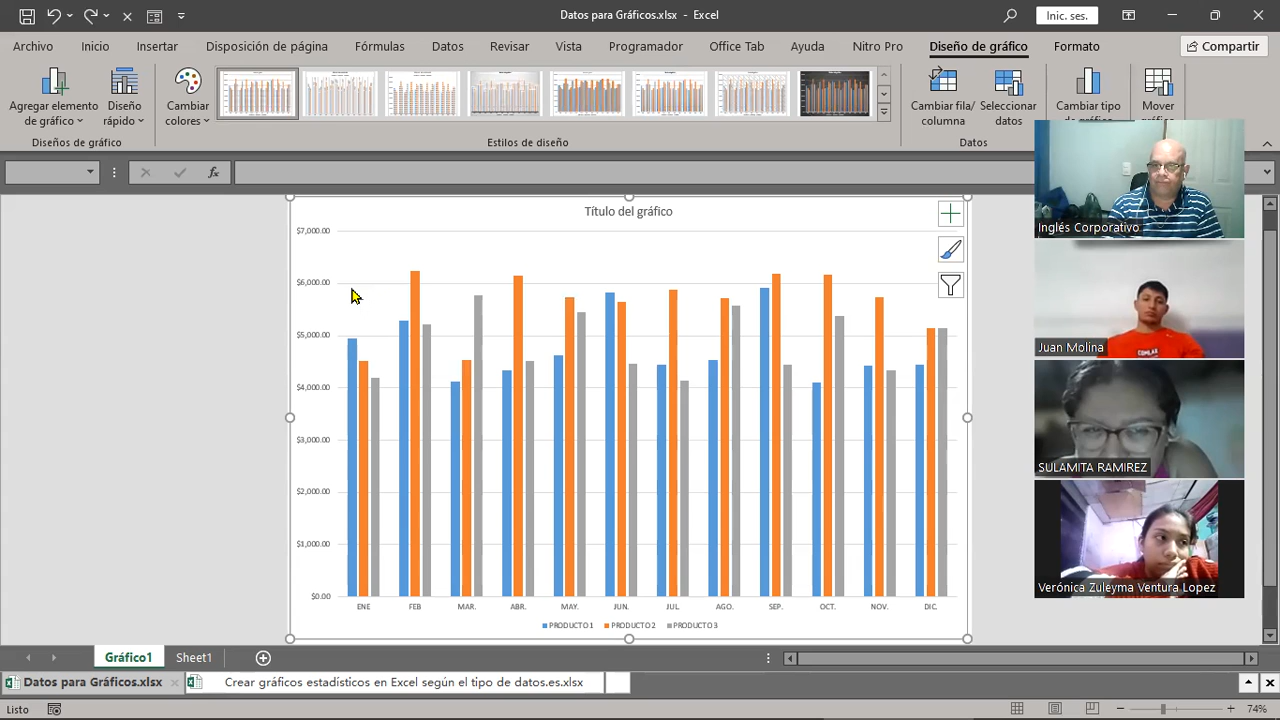 Datos para Gráficos.xlsx - Excel
Inic. ses.
Archivo Inicio Insertar Disposición de página Fórmulas Datos Revisar Vista Programador Office Tab Ayuda Nitro Pro Diseño de gráfico Formato Compartir
Agregar elemento de gráfico
Diseño rápido
Cambiar colores
Cambiar fila/ columna
Seleccionar datos
Cambiar tipo de gráfico
Mover gráfico
Diseños de gráfico Estilos de diseño Datos
fx
Título del gráfico
$7,000.00
$6,000.00
$5,000.00
$4,000.00
$3,000.00
$2,000.00
$1,000.00
$0.00
ENE FEB MAR. ABR. MAY. JUN. JUL. AGO. SEP. OCT. NOV. DIC.
PRODUCTO 1 PRODUCTO 2 PRODUCTO 3
Inglés Corporativo
Juan Molina
SULAMITA RAMIREZ
Verónica Zuleyma Ventura Lopez
Gráfico1 Sheet1
Datos para Gráficos.xlsx Crear gráficos estadísticos en Excel según el tipo de datos.es.xlsx
Listo 74%